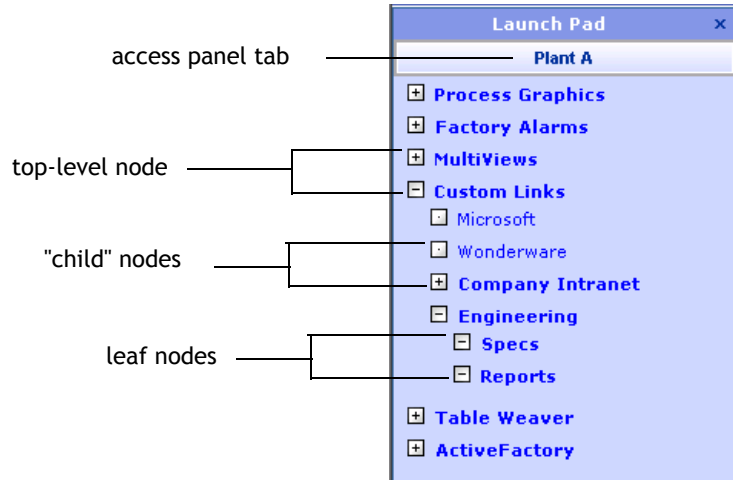 Launch Pad ×
access panel tab
Plant A
Process Graphics
Factory Alarms
top-level node
MultiViews
Custom Links
Microsoft
"child" nodes
Wonderware
Company Intranet
Engineering
leaf nodes
Specs
Reports
Table Weaver
ActiveFactory